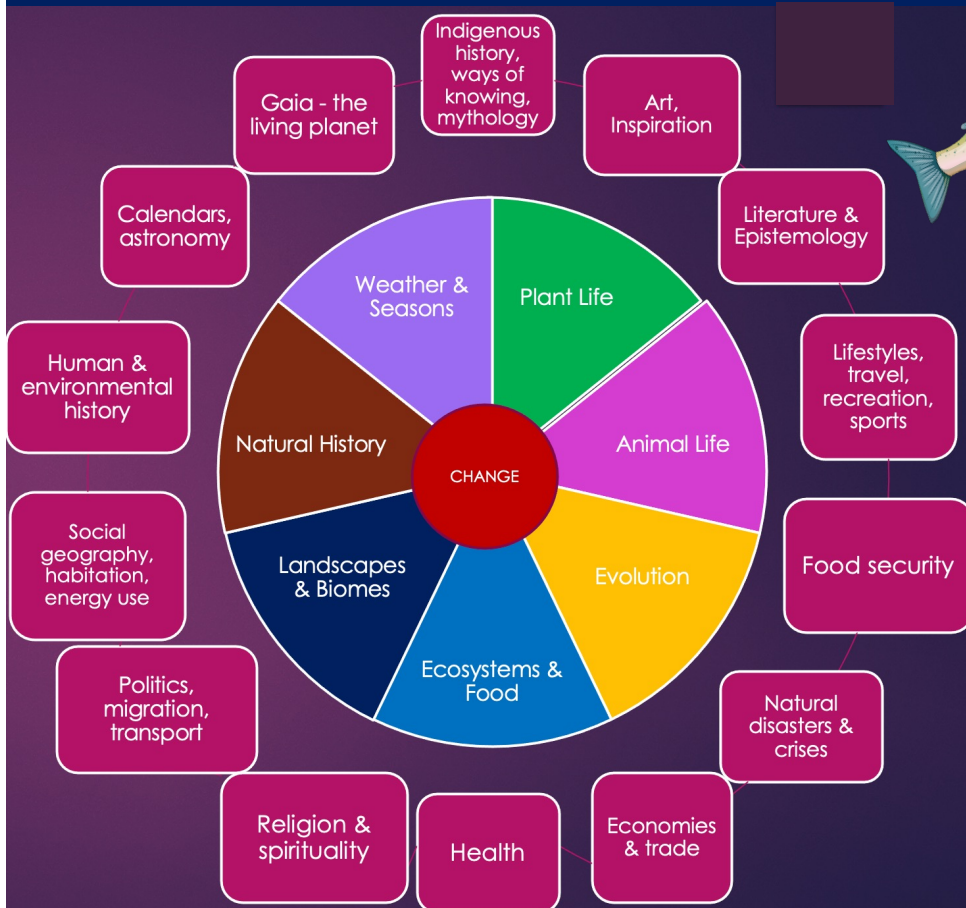 Indigenous
history,
ways of
knowing,
mythology
Art,
Inspiration
Literature &
Epistemology
Lifestyles,
travel,
recreation,
sports
Food security
Natural
disasters &
crises
Economies
& trade
Health
Religion &
spirituality
Politics,
migration,
transport
Social
geography,
habitation,
energy use
Human &
environmental
history
Calendars,
astronomy
Gaia - the
living planet
Plant Life
Animal Life
Evolution
Ecosystems &
Food
Landscapes
& Biomes
Natural History
Weather &
Seasons
CHANGE